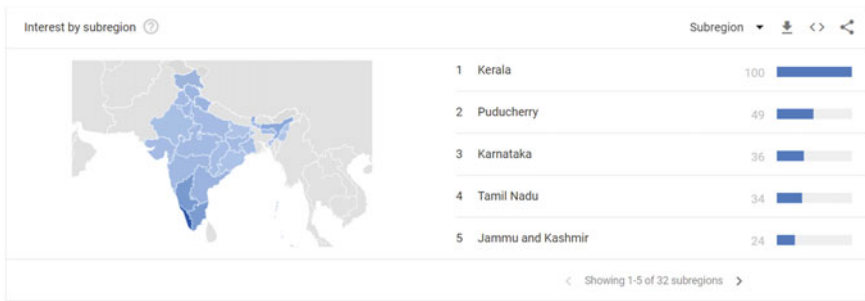 Interest by subregion
Subregion
1 Kerala 100
2 Puducherry 49
3 Karnataka 36
4 Tamil Nadu 34
5 Jammu and Kashmir 24
Showing 1-5 of 32 subregions